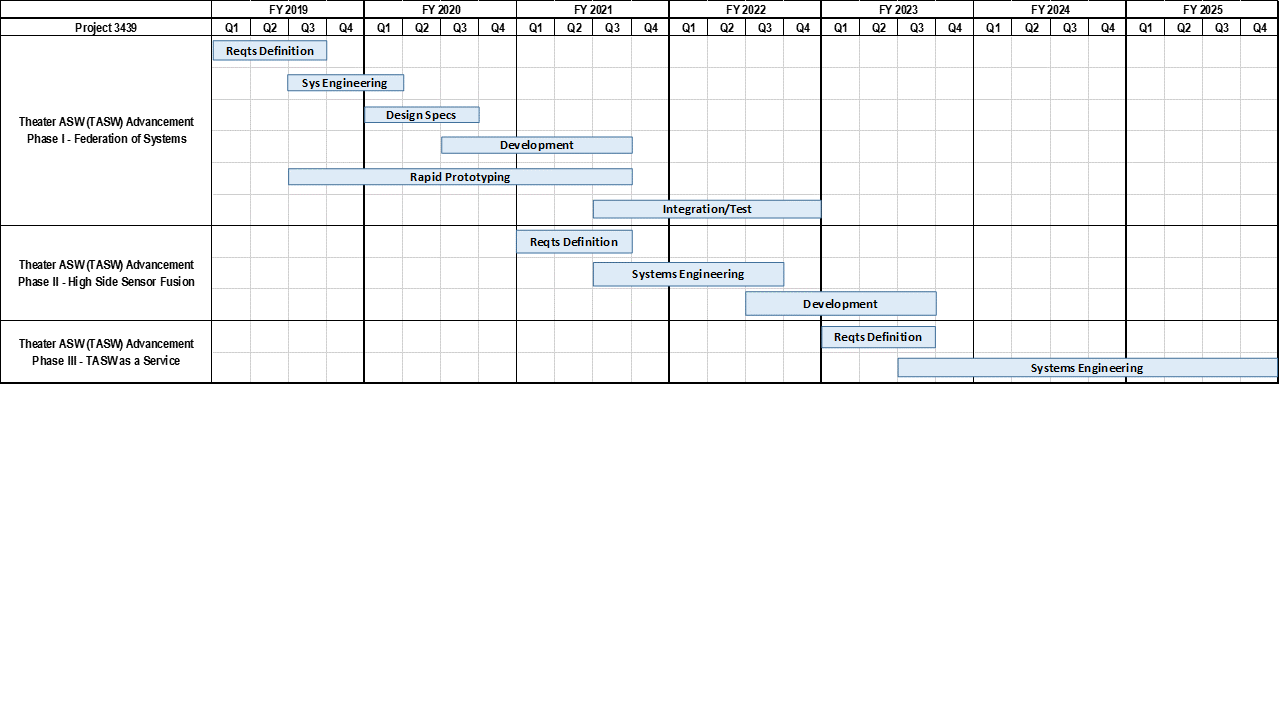 FY 2019 FY 2020 FY 2021 FY 2022 FY 2023 FY 2024 FY 2025
Project 3439 Q1 Q2 Q3 Q4 Q1 Q2 Q3 Q4 Q1 Q2 Q3 Q4 Q1 Q2 Q3 Q4 Q1 Q2 Q3 Q4 Q1 Q2 Q3 Q4 Q1 Q2 Q3 Q4
Theater ASW (TASW) Advancement
Phase I - Federation of Systems
Reqts Definition
Sys Engineering
Design Specs
Development
Rapid Prototyping
Integration/Test
Theater ASW (TASW) Advancement
Phase II - High Side Sensor Fusion
Reqts Definition
Systems Engineering
Development
Theater ASW (TASW) Advancement
Phase III - TASW as a Service
Reqts Definition
Systems Engineering